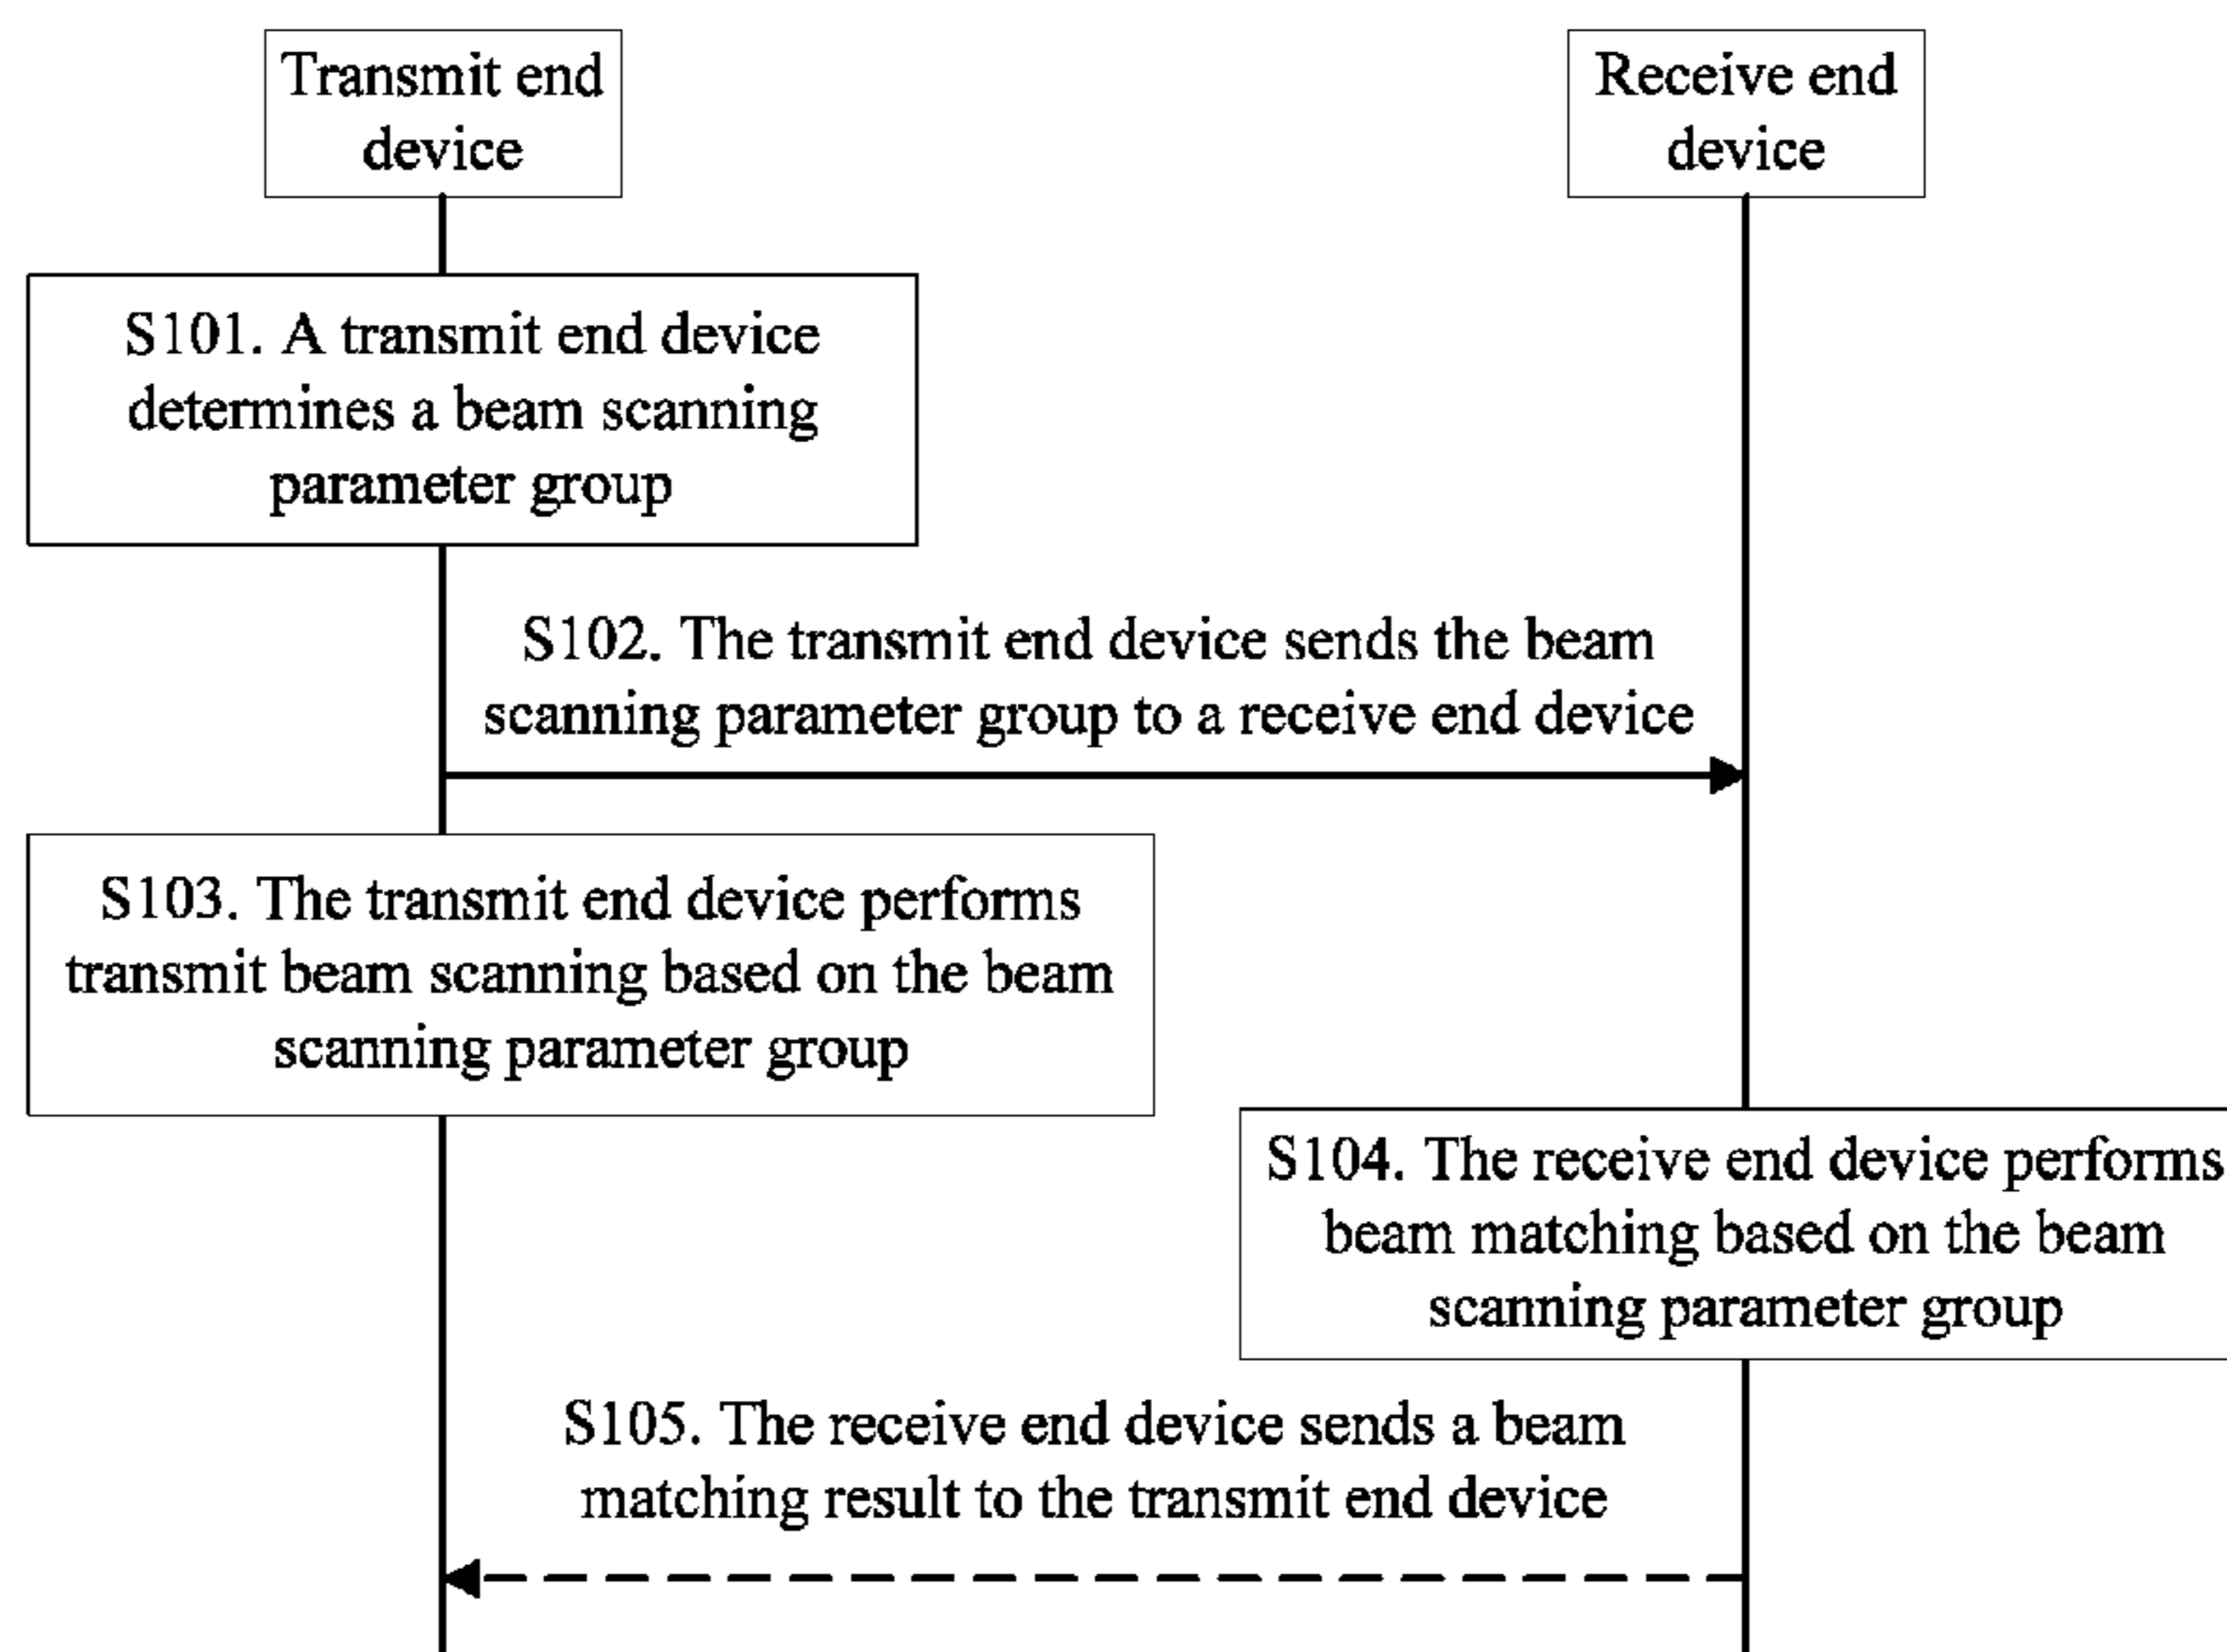 Transmit end
device
Receive end
device
S101. A transmit end device
determines a beam scanning
parameter group
S102. The transmit end device sends the beam
scanning parameter group to a receive end device
S103. The transmit end device performs
transmit beam scanning based on the beam
scanning parameter group
S104. The receive end device performs
beam matching based on the beam
scanning parameter group
S105. The receive end device sends a beam
matching result to the transmit end device